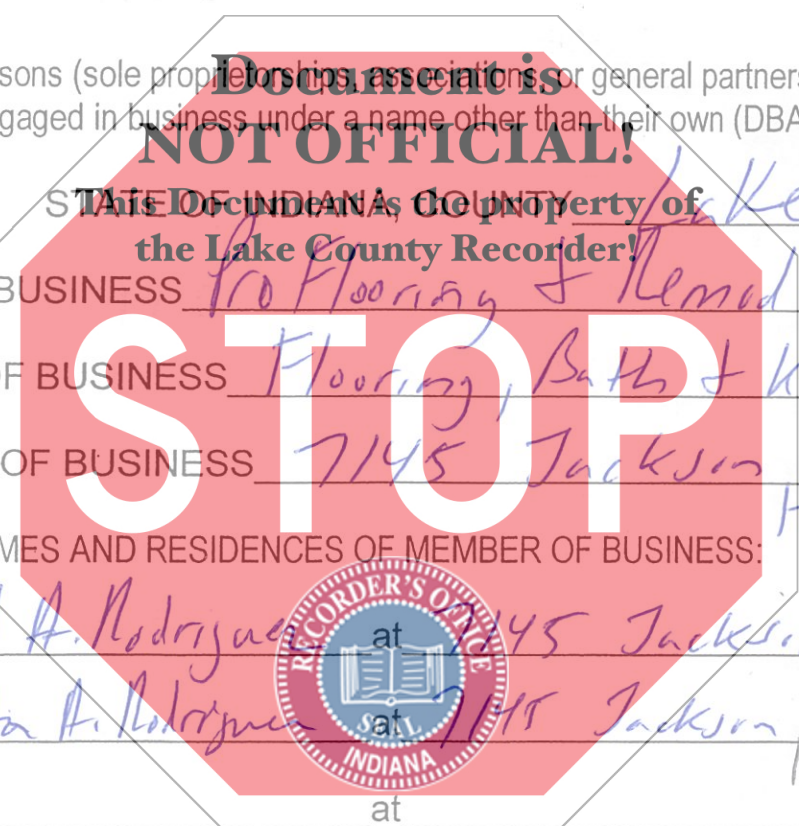 Document is
sons (sole proprietorships, associations, or general partners
gaged in business under a name other than their own (DBA
NOT OFFICIAL!
STATE OF INDIANA, COUNTY Lake
This Document is the property of
the Lake County Recorder!
BUSINESS Pro Flooring & Remod
STOP
F BUSINESS Flooring, Bath & K
OF BUSINESS 7145 Jackson
H
MES AND RESIDENCES OF MEMBER OF BUSINESS:
A. Rodriguez at 7145 Jackso
RECORDER'S OFFICE
A. Rodriguez at 7145 Jackson
SEAL
INDIANA
at